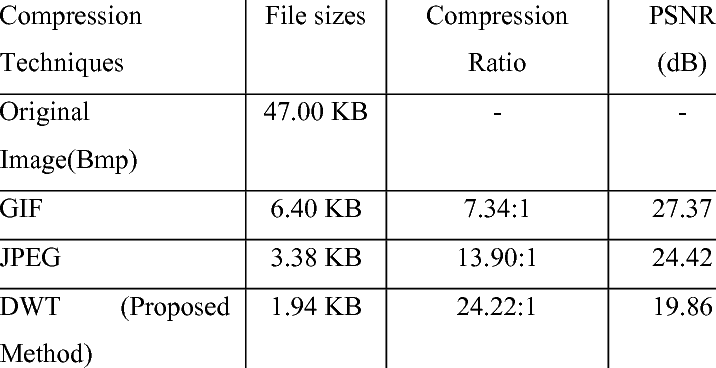 Compression Techniques File sizes Compression Ratio PSNR (dB)
Original Image(Bmp) 47.00 KB - -
GIF 6.40 KB 7.34:1 27.37
JPEG 3.38 KB 13.90:1 24.42
DWT (Proposed Method) 1.94 KB 24.22:1 19.86